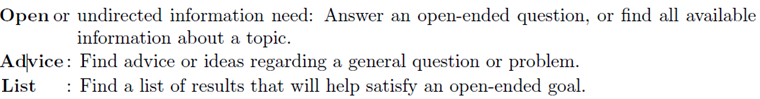 Open or undirected information need: Answer an open-ended question, or find all available
information about a topic.
Advice: Find advice or ideas regarding a general question or problem.
List : Find a list of results that will help satisfy an open-ended goal.